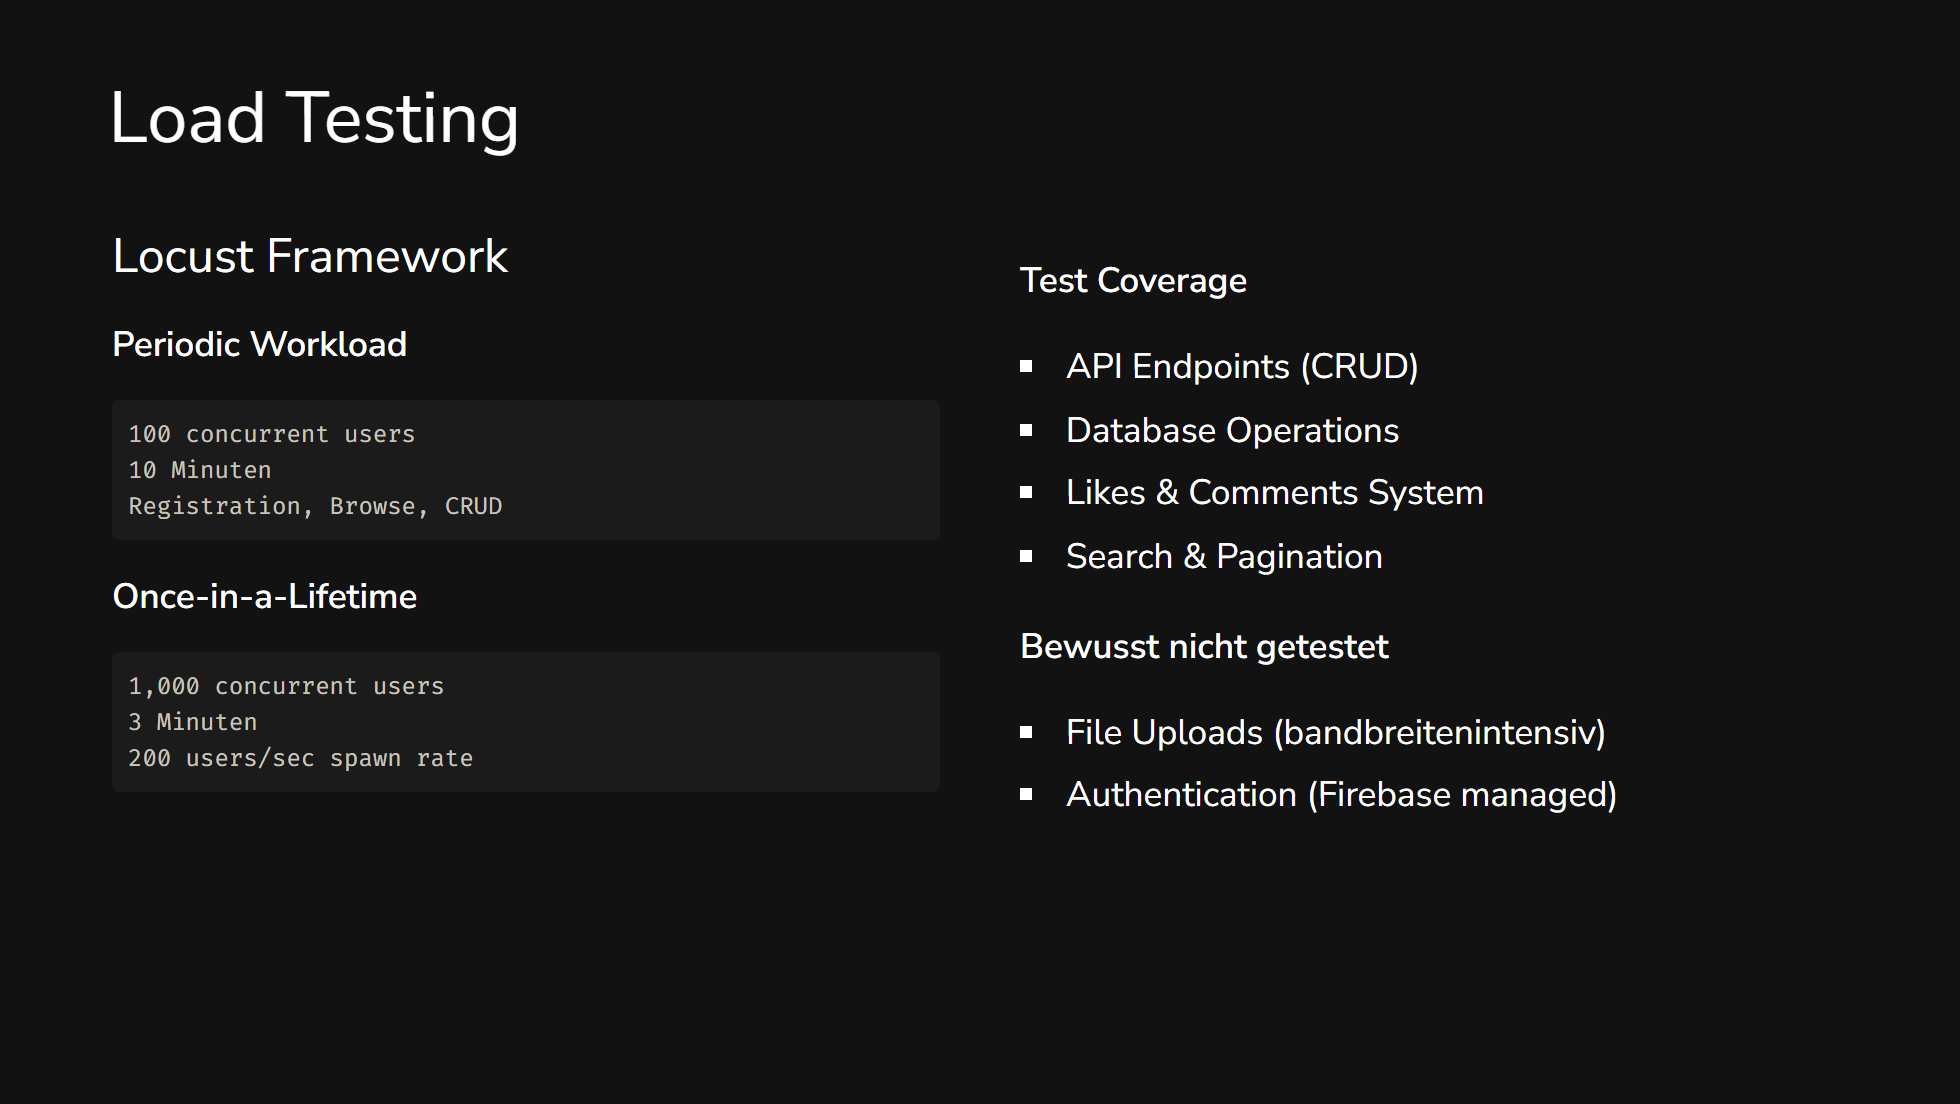 Load Testing
Locust Framework
Periodic Workload
100 concurrent users
10 Minuten
Registration, Browse, CRUD
Once-in-a-Lifetime
1,000 concurrent users
3 Minuten
200 users/sec spawn rate
Test Coverage
API Endpoints (CRUD)
Database Operations
Likes & Comments System
Search & Pagination
Bewusst nicht getestet
File Uploads (bandbreitenintensiv)
Authentication (Firebase managed)